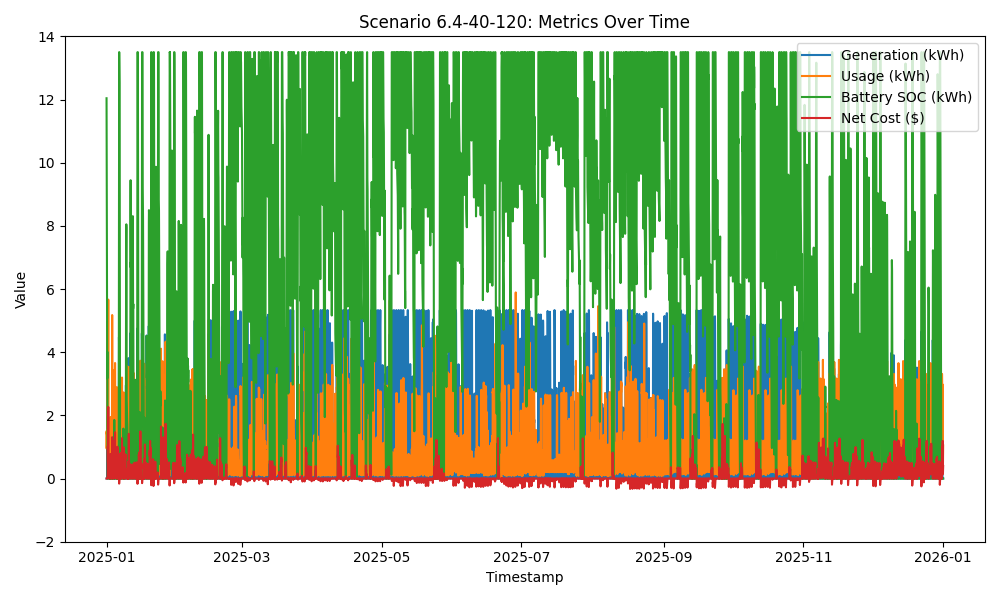 Scenario 6.4-40-120: Metrics Over Time
Value
14
12
10
8
6
4
2
0
−2
Generation (kWh)
Usage (kWh)
Battery SOC (kWh)
Net Cost ($)
2025-01 2025-03 2025-05 2025-07 2025-09 2025-11 2026-01
Timestamp